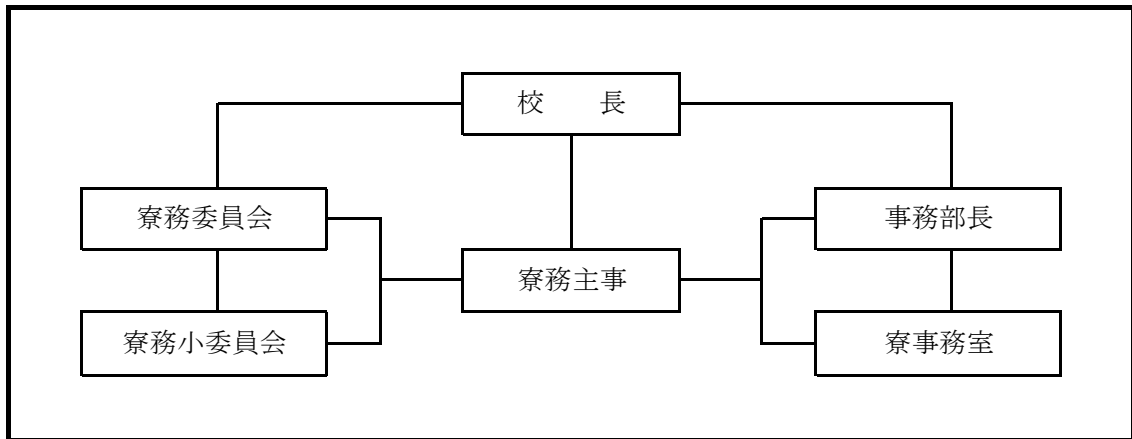 校　　長
寮務委員会
事務部長
寮務主事
寮務小委員会
寮事務室